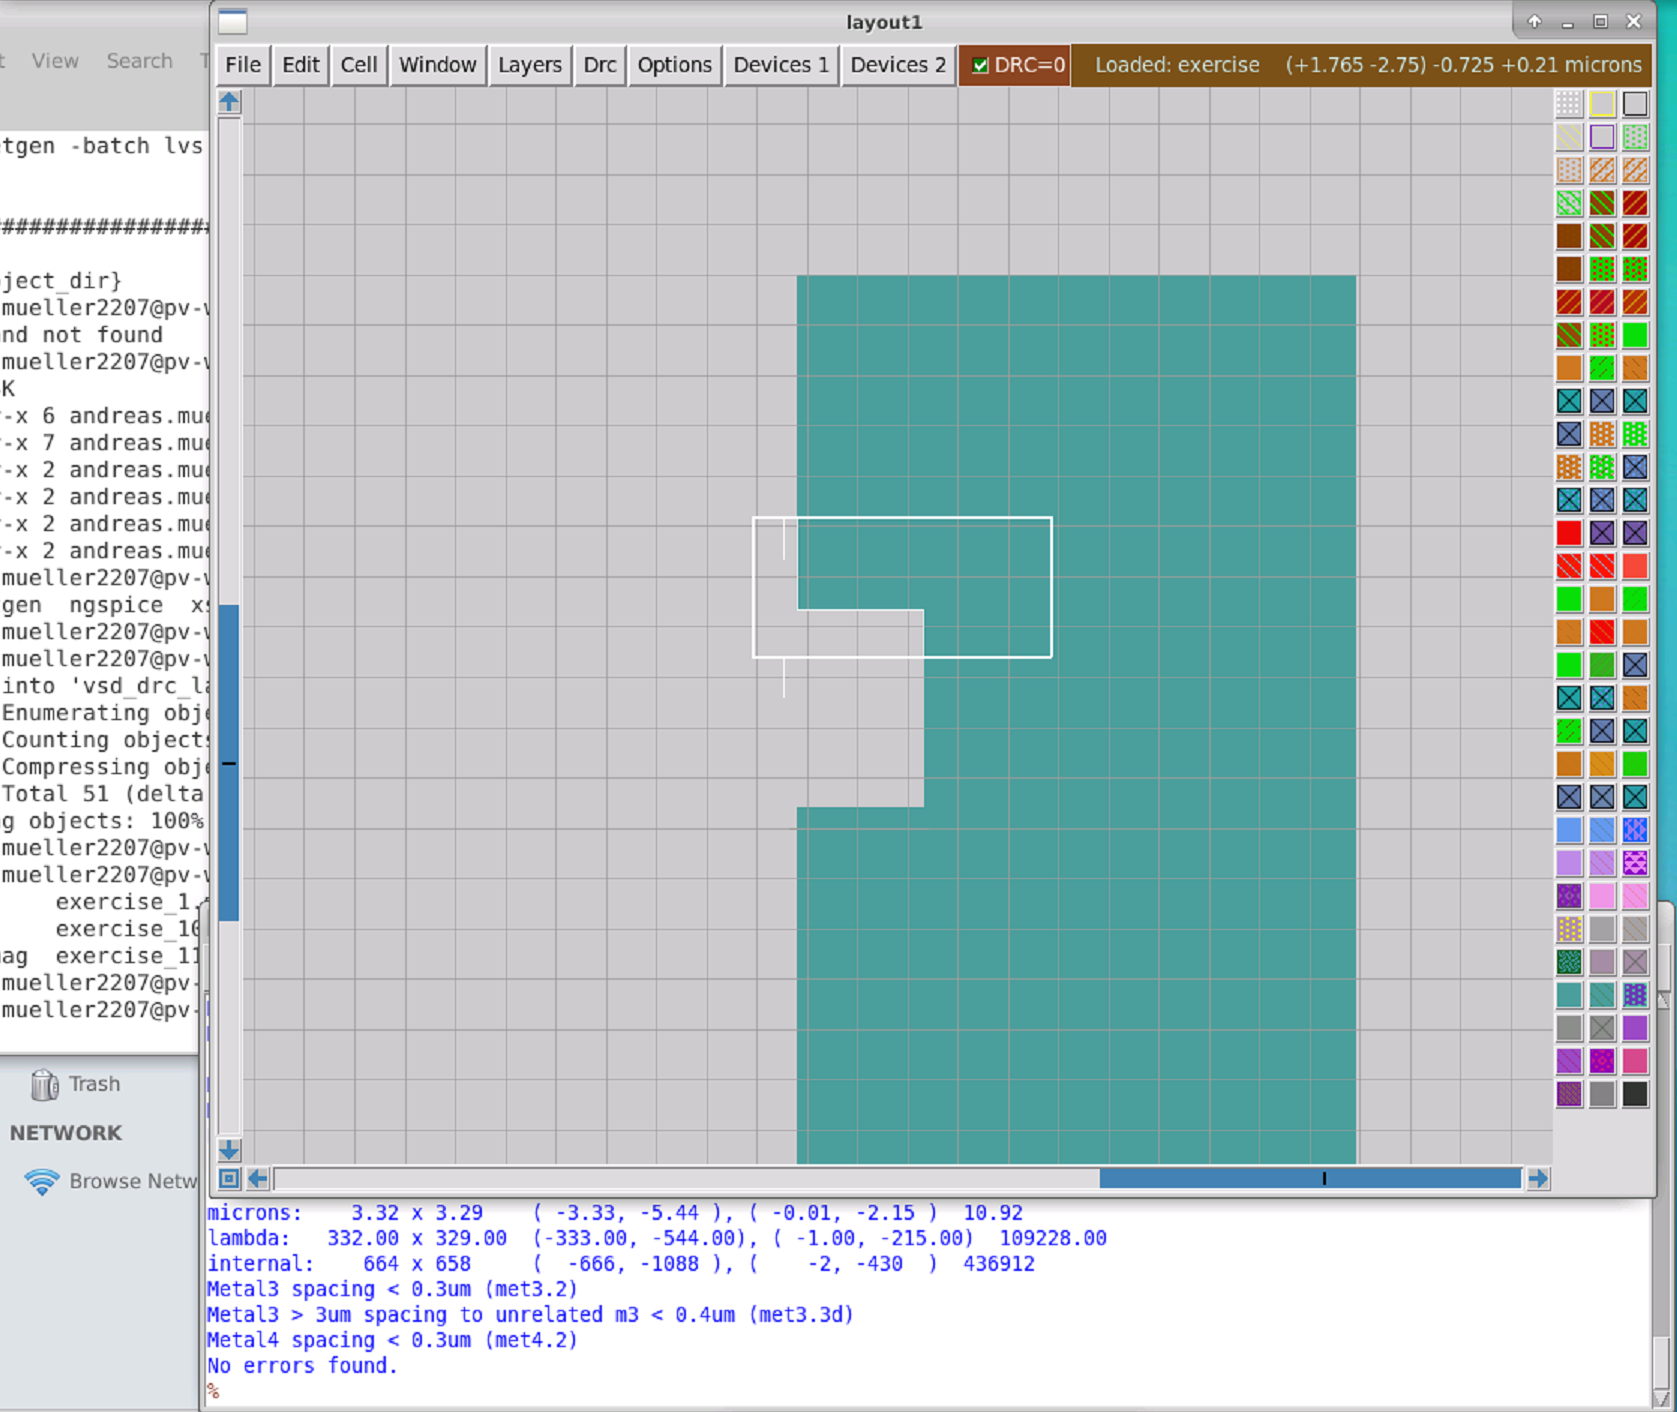 layout1
View Search
File Edit Cell Window Layers Drc Options Devices 1 Devices 2 DRC=0 Loaded: exercise (+1.765 -2.75) -0.725 +0.21 microns
etgen -batch lvs
################
ject_dir}
mueller2207@pv-
nd not found
mueller2207@pv-
K
-x 6 andreas.mue
-x 7 andreas.mue
-x 2 andreas.mue
-x 2 andreas.mue
-x 2 andreas.mue
-x 2 andreas.mue
mueller2207@pv-
gen ngspice xs
mueller2207@pv-
mueller2207@pv-
into 'vsd_drc_la
Enumerating obje
Counting objects
Compressing obje
Total 51 (delta
g objects: 100%
mueller2207@pv-
mueller2207@pv-
exercise_1.
exercise_10
ag exercise_11
mueller2207@pv-
mueller2207@pv-
Trash
NETWORK
Browse Netw
microns: 3.32 x 3.29 ( -3.33, -5.44 ), ( -0.01, -2.15 ) 10.92
lambda: 332.00 x 329.00 (-333.00, -544.00), ( -1.00, -215.00) 109228.00
internal: 664 x 658 ( -666, -1088 ), ( -2, -430 ) 436912
Metal3 spacing < 0.3um (met3.2)
Metal3 > 3um spacing to unrelated m3 < 0.4um (met3.3d)
Metal4 spacing < 0.3um (met4.2)
No errors found.
%